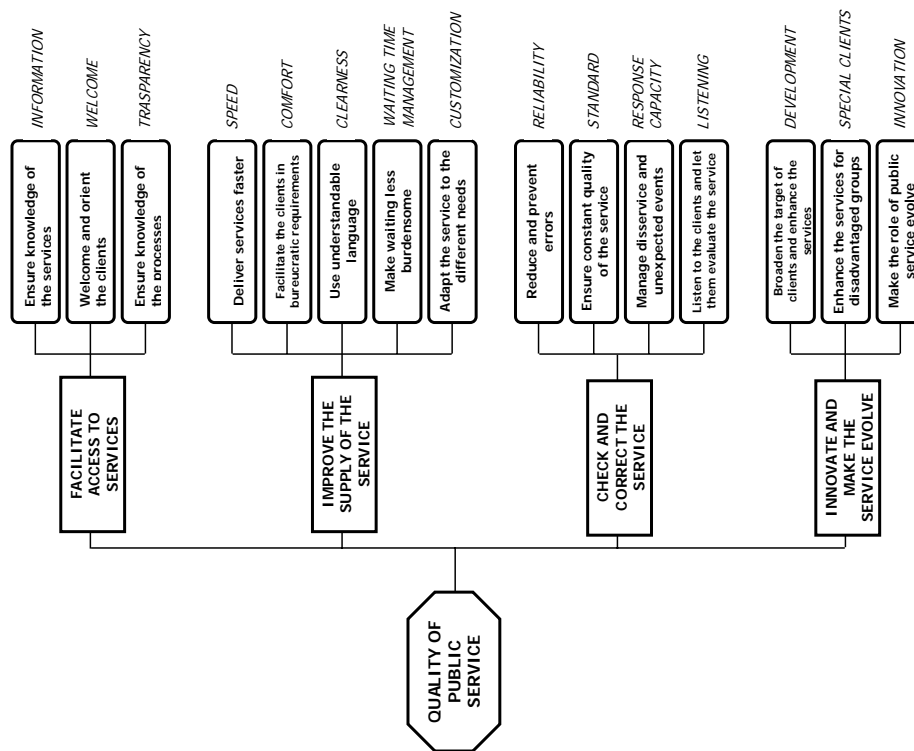 QUALITY OF
PUBLIC
SERVICE
FACILITATE
ACCESS TO
SERVICES
Ensure knowledge of
the services
INFORMATION
Welcome and orient
the clients
WELCOME
Ensure knowledge of
the processes
TRASPARENCY
IMPROVE THE
SUPPLY OF THE
SERVICE
Deliver services faster
SPEED
Facilitate the clients in
bureucratic requirements
COMFORT
Use understandable
language
CLEARNESS
Make waiting less
burdensome
WAITING TIME
MANAGEMENT
Adapt the service to the
different needs
CUSTOMIZATION
CHECK AND
CORRECT THE
SERVICE
Reduce and prevent
errors
RELIABILITY
Ensure constant quality
of the service
STANDARD
Manage disservice and
unexpected events
RESPONSE
CAPACITY
Listen to the clients and let
them evaluate the service
LISTENING
INNOVATE AND
MAKE THE
SERVICE EVOLVE
Broaden the target of
clients and enhance the
services
DEVELOPMENT
Enhance the services for
disadvantaged groups
SPECIAL CLIENTS
Make the role of public
service evolve
INNOVATION